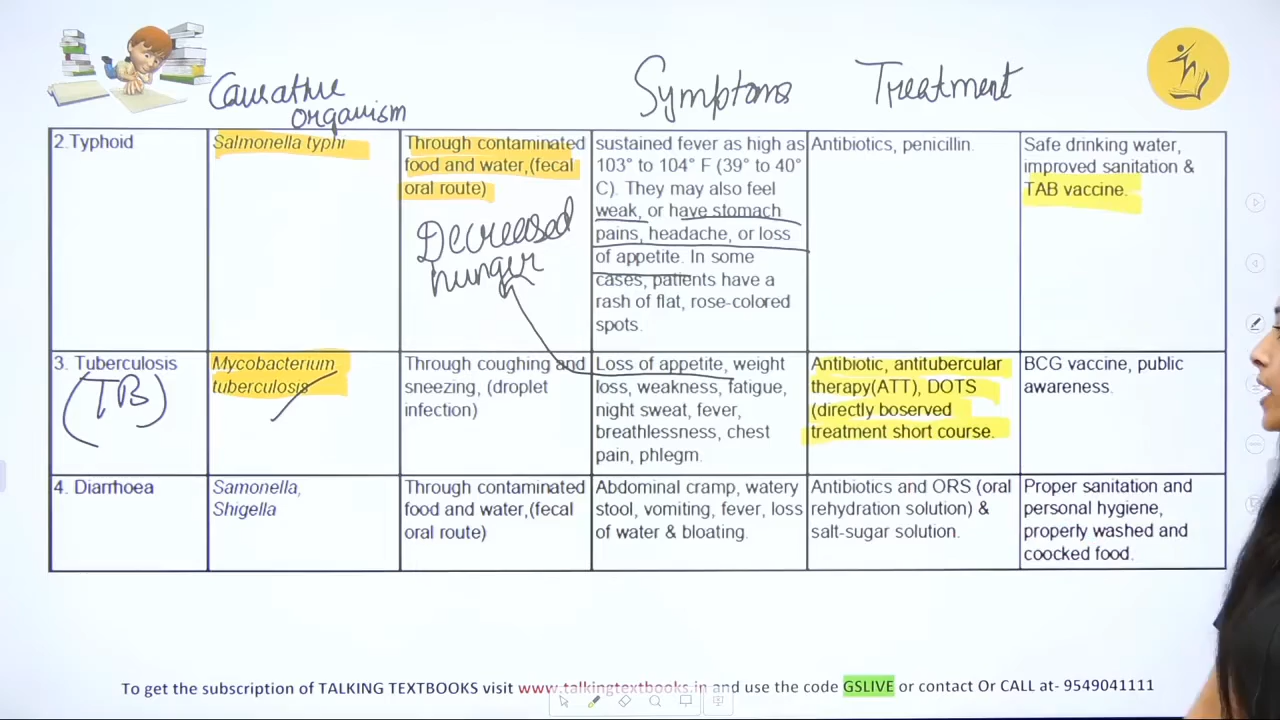 Causative
organism
Symptoms
Treatment
2.Typhoid
Salmonella typhi
Through contaminated
food and water,(fecal
oral route)
Decreased
hunger
sustained fever as high as
103° to 104° F (39° to 40°
C). They may also feel
weak, or have stomach
pains, headache, or loss
of appetite. In some
cases, patients have a
rash of flat, rose-colored
spots.
Antibiotics, penicillin.
Safe drinking water,
improved sanitation &
TAB vaccine.
3. Tuberculosis
(TB)
Mycobacterium
tuberculosis
Through coughing and
sneezing, (droplet
infection)
Loss of appetite, weight
loss, weakness, fatigue,
night sweat, fever,
breathlessness, chest
pain, phlegm.
Antibiotic, antitubercular
therapy(ATT), DOTS
(directly boserved
treatment short course.
BCG vaccine, public
awareness.
4. Diarrhoea
Samonella,
Shigella
Through contaminated
food and water,(fecal
oral route)
Abdominal cramp, watery
stool, vomiting, fever, loss
of water & bloating.
Antibiotics and ORS (oral
rehydration solution) &
salt-sugar solution.
Proper sanitation and
personal hygiene,
properly washed and
coocked food.
To get the subscription of TALKING TEXTBOOKS visit www.talkingtextbooks.in and use the code GSLIVE or contact Or CALL at- 9549041111